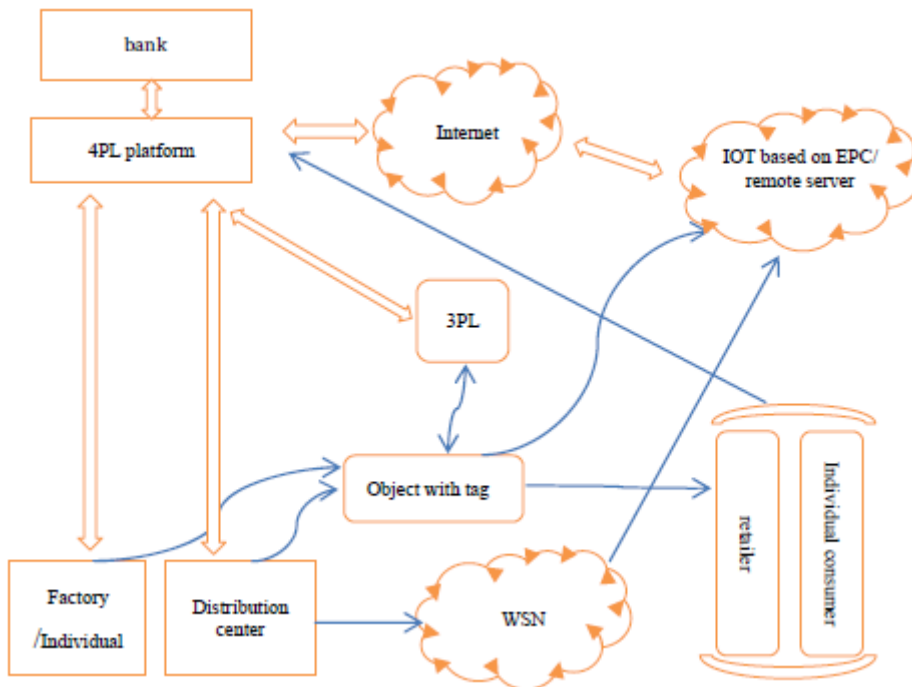 bank
4PL platform
Internet
IOT based on EPC/
remote server
3PL
Object with tag
retailer
Individual consumer
Factory
/Individual
Distribution
center
WSN